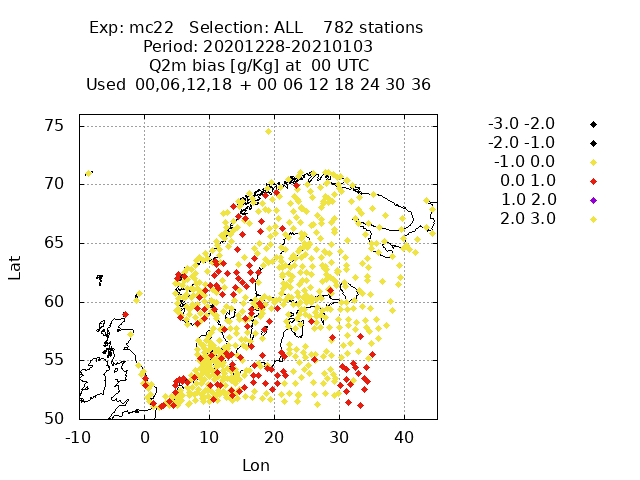 Exp: mc22 Selection: ALL 782 stations
Period: 20201228-20210103
Q2m bias [g/Kg] at 00 UTC
Used 00,06,12,18 + 00 06 12 18 24 30 36
-3.0 -2.0
-2.0 -1.0
-1.0 0.0
0.0 1.0
1.0 2.0
2.0 3.0
75
70
65
60
55
50
Lat
-10 0 10 20 30 40
Lon